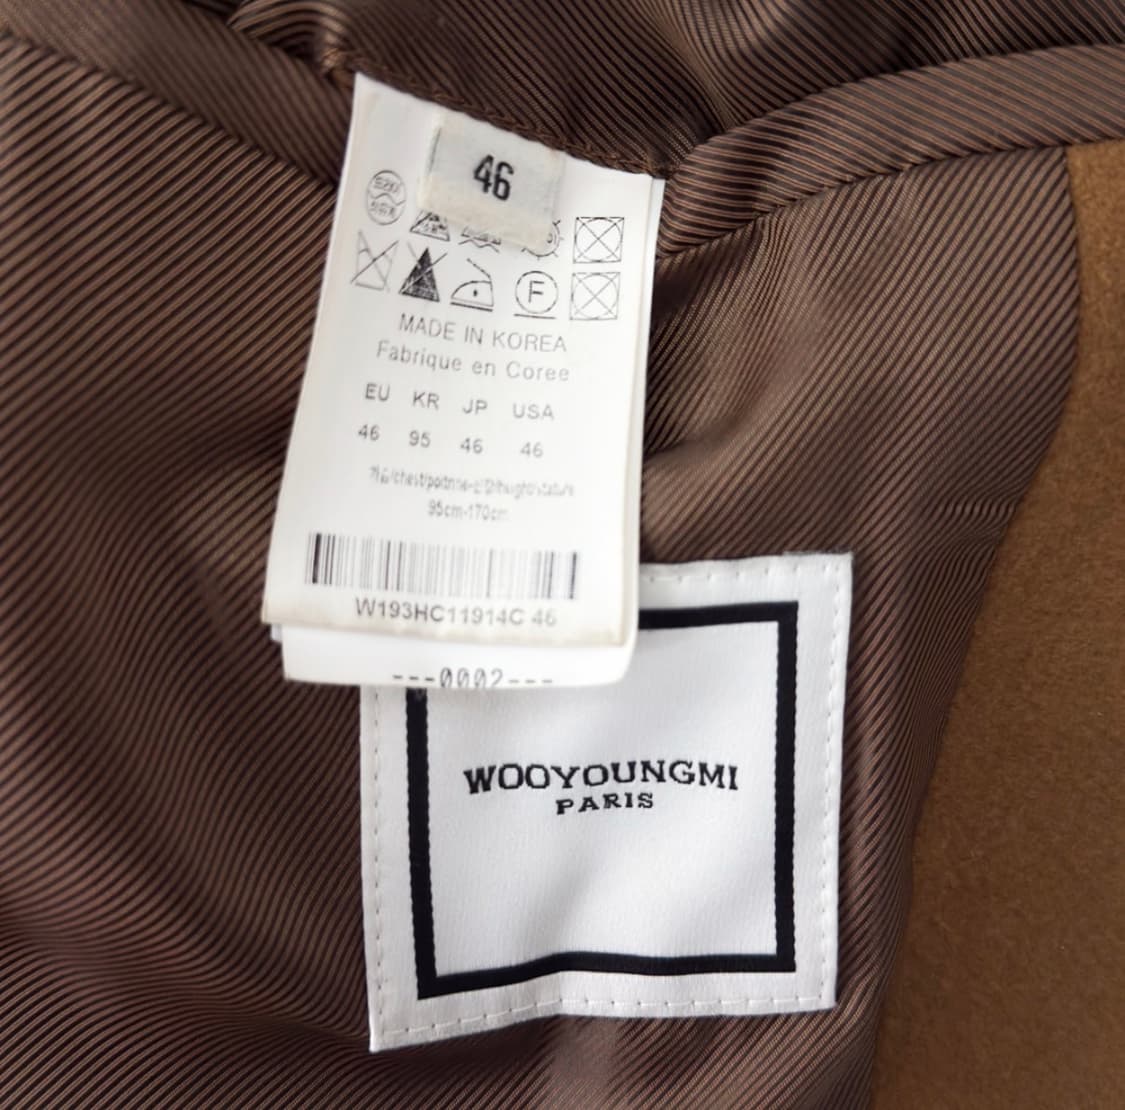 46
F
MADE IN KOREA
Fabrique en Coree
EU KR JP USA
46 95 46 46
95cm-170cm
W193HC11914C 46
---0002---
WOOYOUNGMI
PARIS